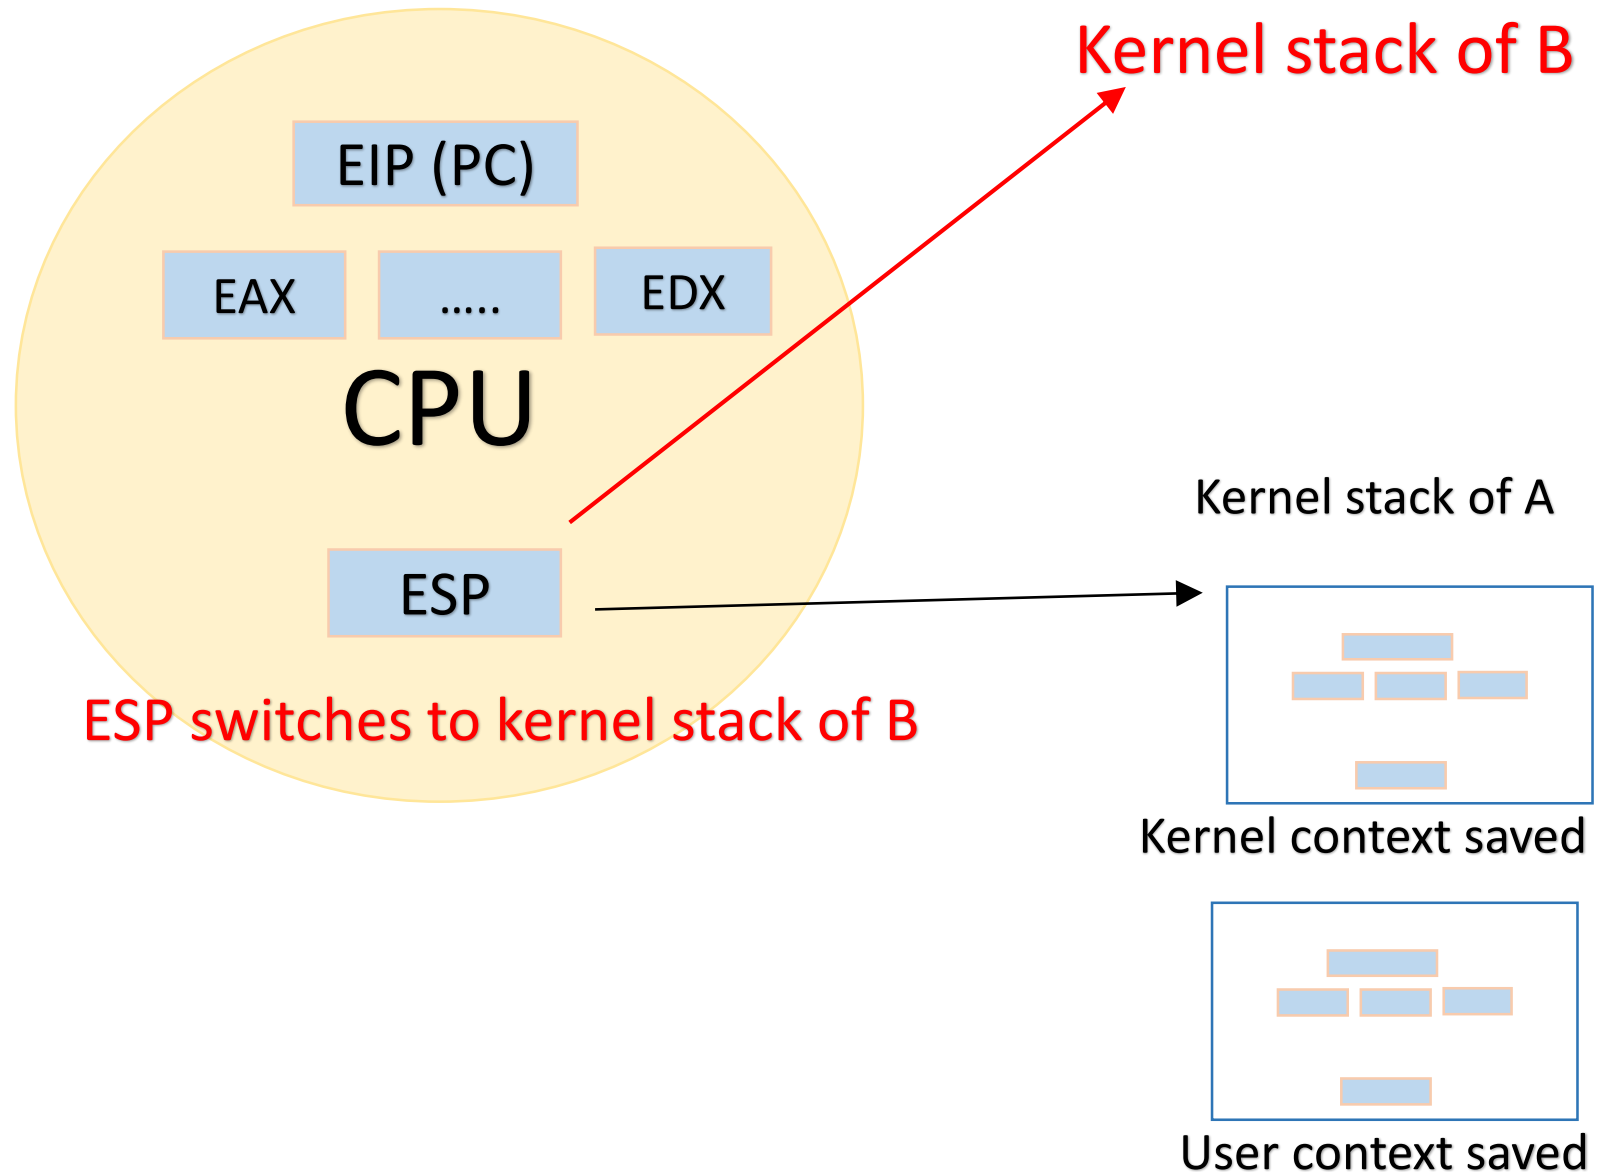 Kernel stack of B
EIP (PC)
EAX
.....
EDX
CPU
Kernel stack of A
ESP
ESP switches to kernel stack of B
Kernel context saved
User context saved